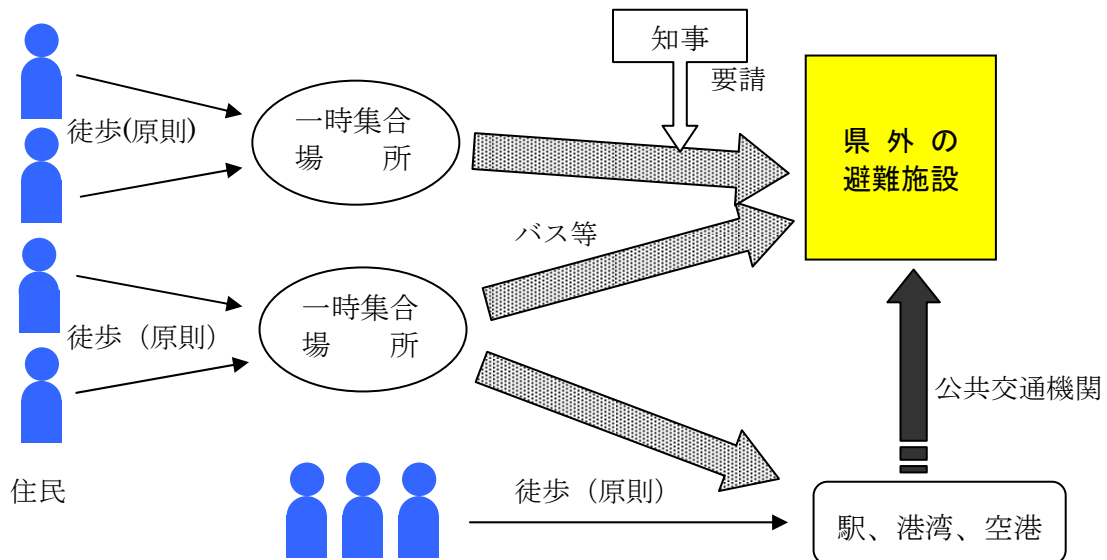 知事
要請
徒歩(原則)
一時集合
場　　所
県 外 の
避難施設
バス等
徒歩（原則）
一時集合
場　　所
公共交通機関
住民
徒歩（原則）
駅、港湾、空港